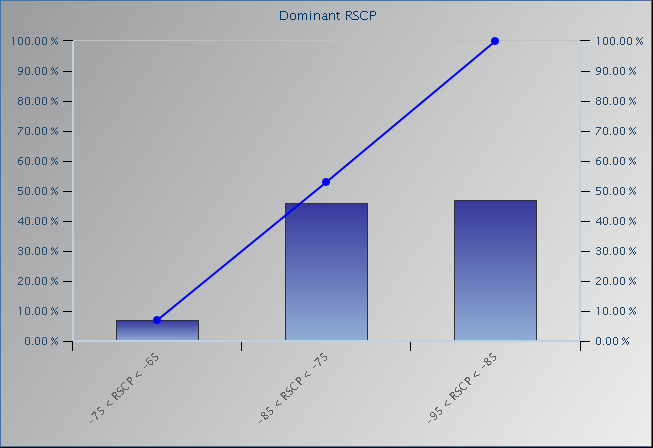 Dominant RSCP
100.00 % 100.00 %
90.00 % 90.00 %
80.00 % 80.00 %
70.00 % 70.00 %
60.00 % 60.00 %
50.00 % 50.00 %
40.00 % 40.00 %
30.00 % 30.00 %
20.00 % 20.00 %
10.00 % 10.00 %
0.00 % 0.00 %
-75 < RSCP < -65
-85 < RSCP < -75
-95 < RSCP < -85